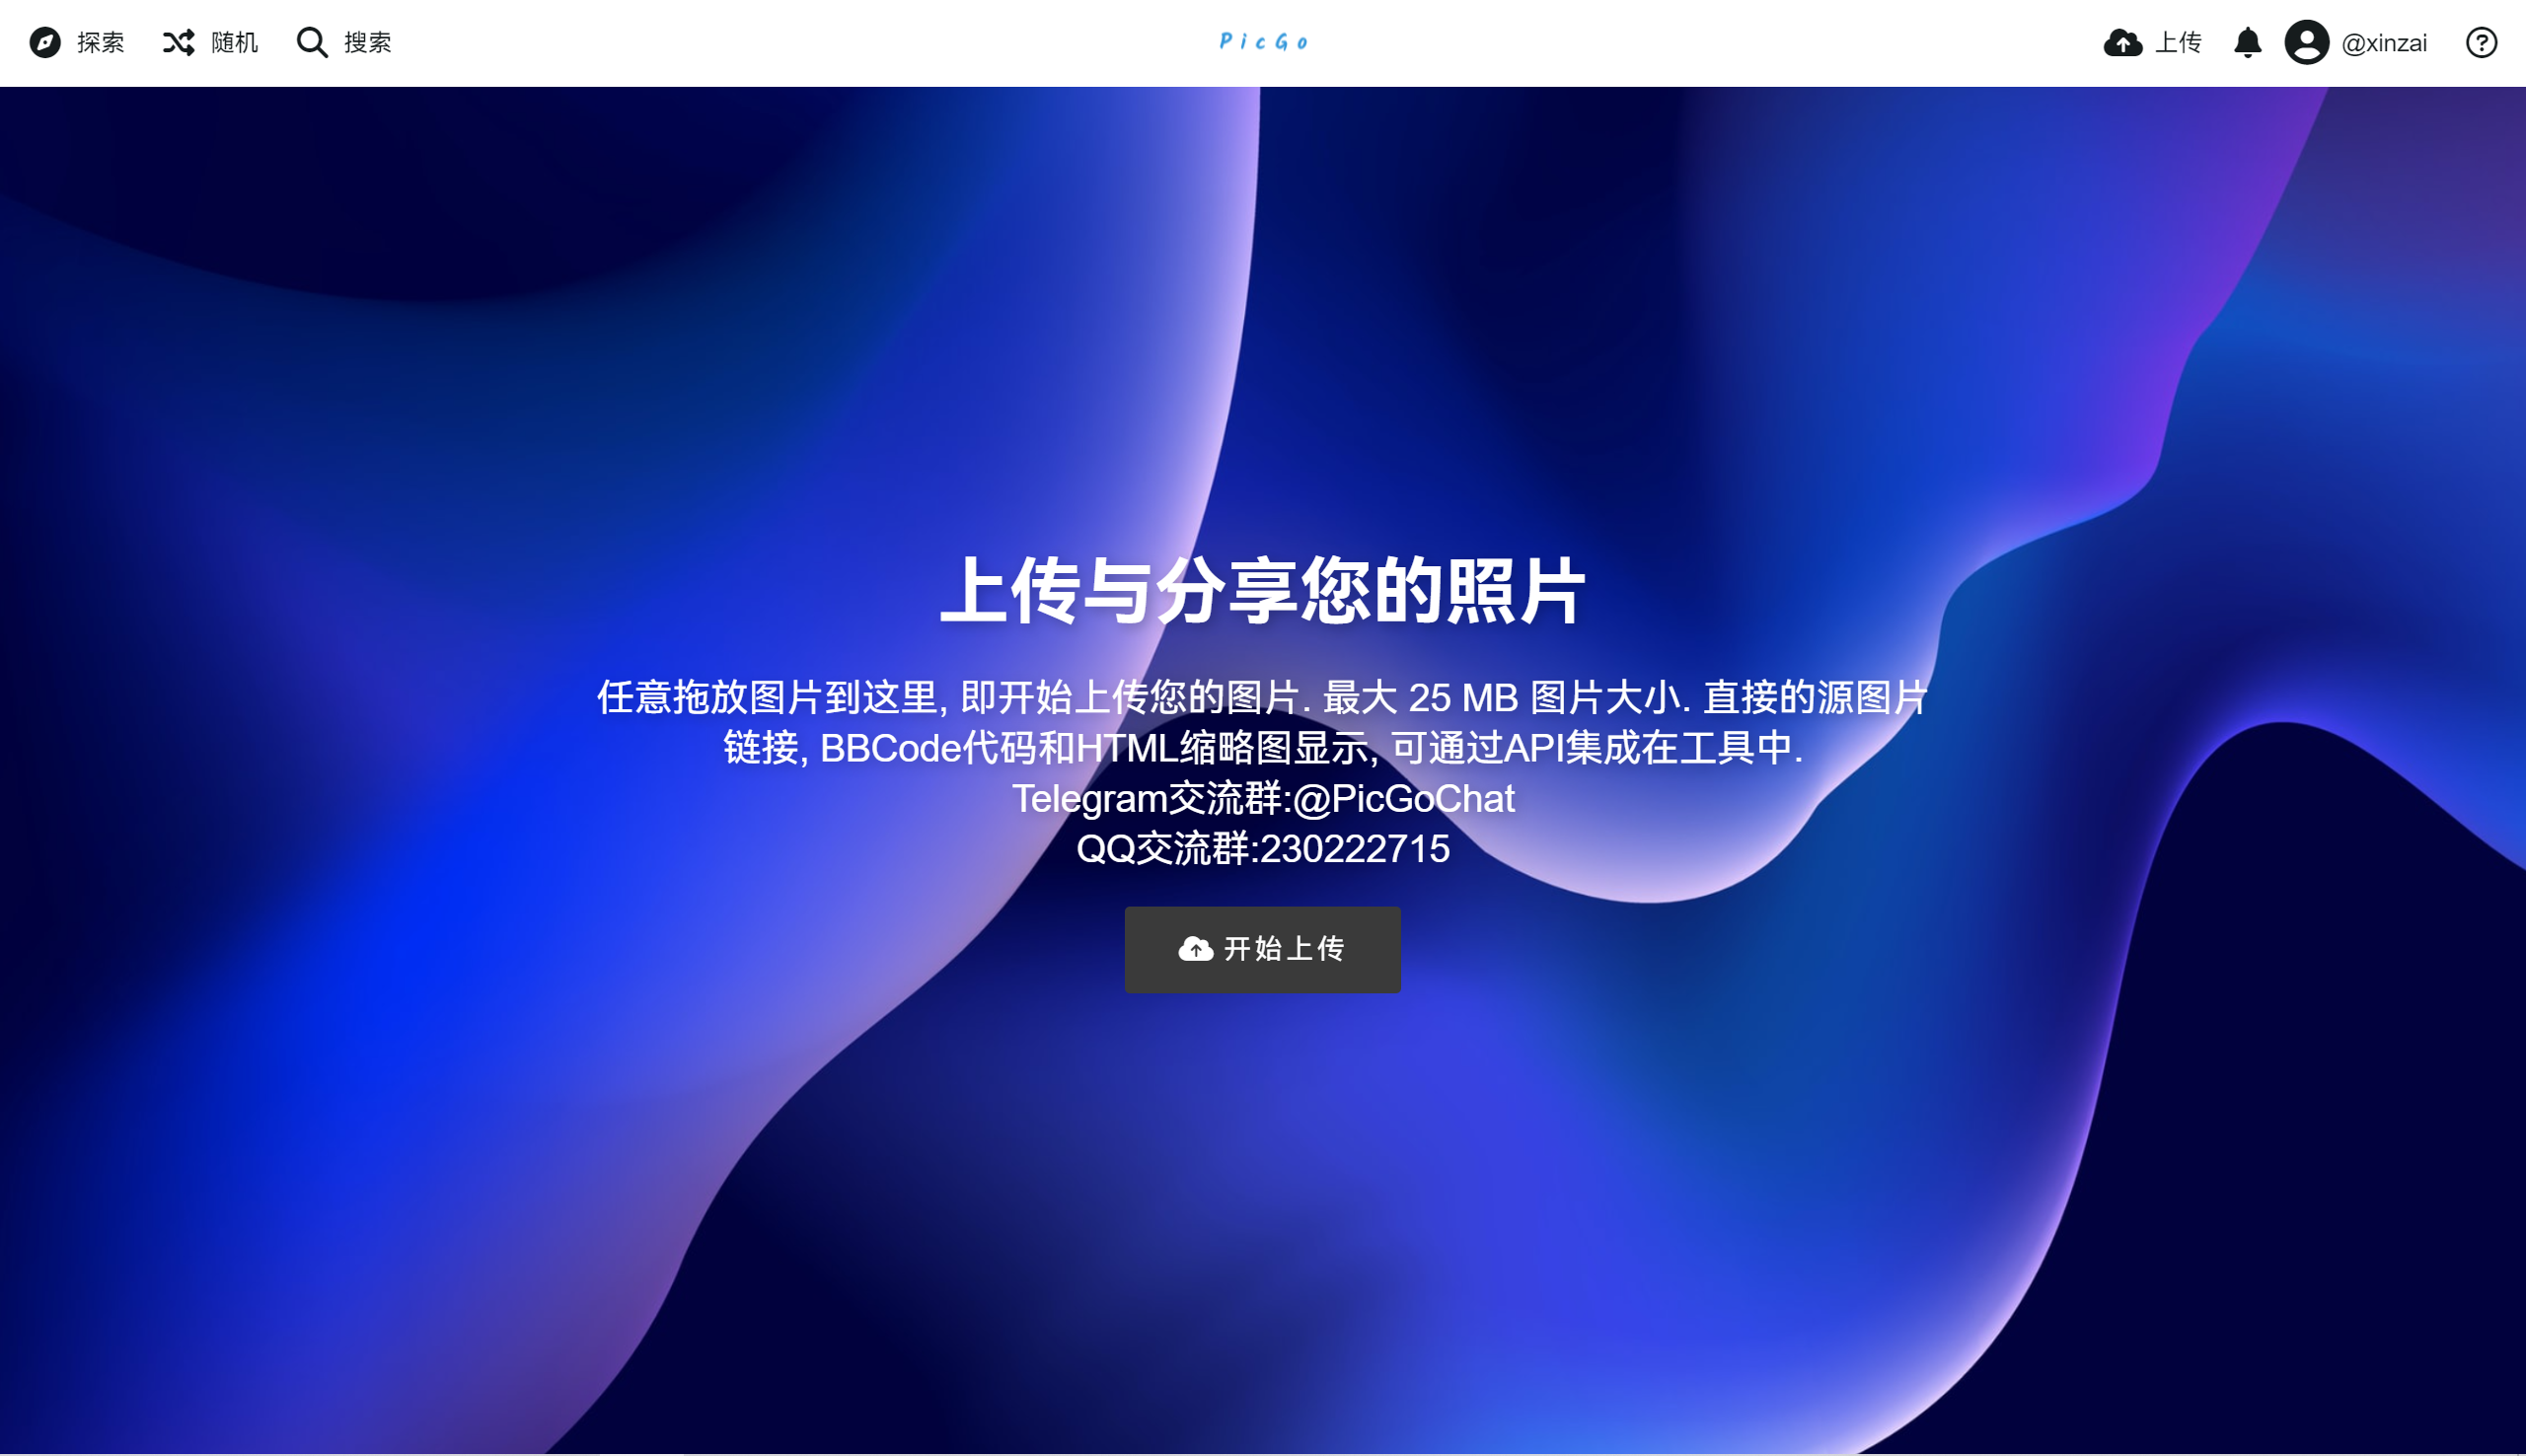 探索 随机 搜索 PicGo 上传 @xinzai
上传与分享您的照片
任意拖放图片到这里, 即开始上传您的图片. 最大 25 MB 图片大小. 直接的源图片
链接, BBCode代码和HTML缩略图显示, 可通过API集成在工具中.
Telegram交流群:@PicGoChat
QQ交流群:230222715
开始上传